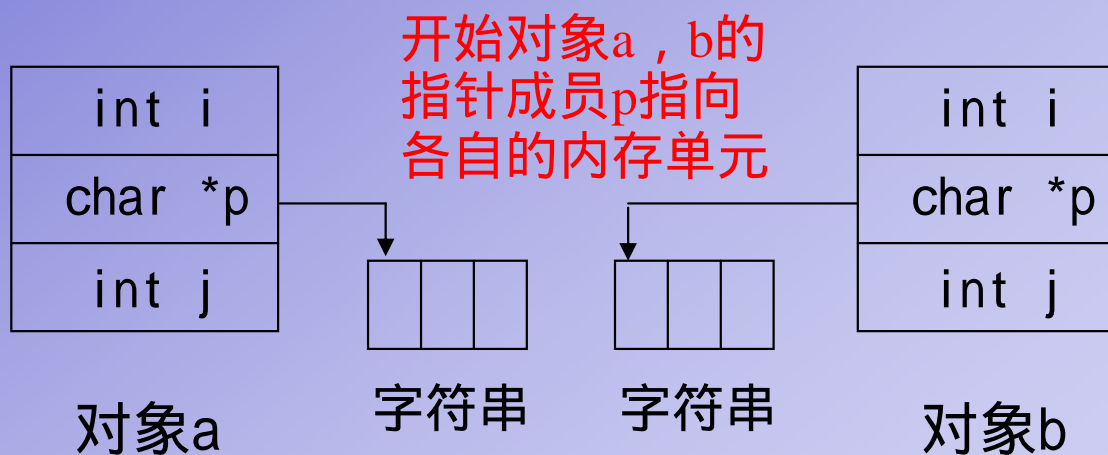 开始对象a，b的
指针成员p指向
各自的内存单元
int i
char *p
int j
对象a
字符串
字符串
int i
char *p
int j
对象b